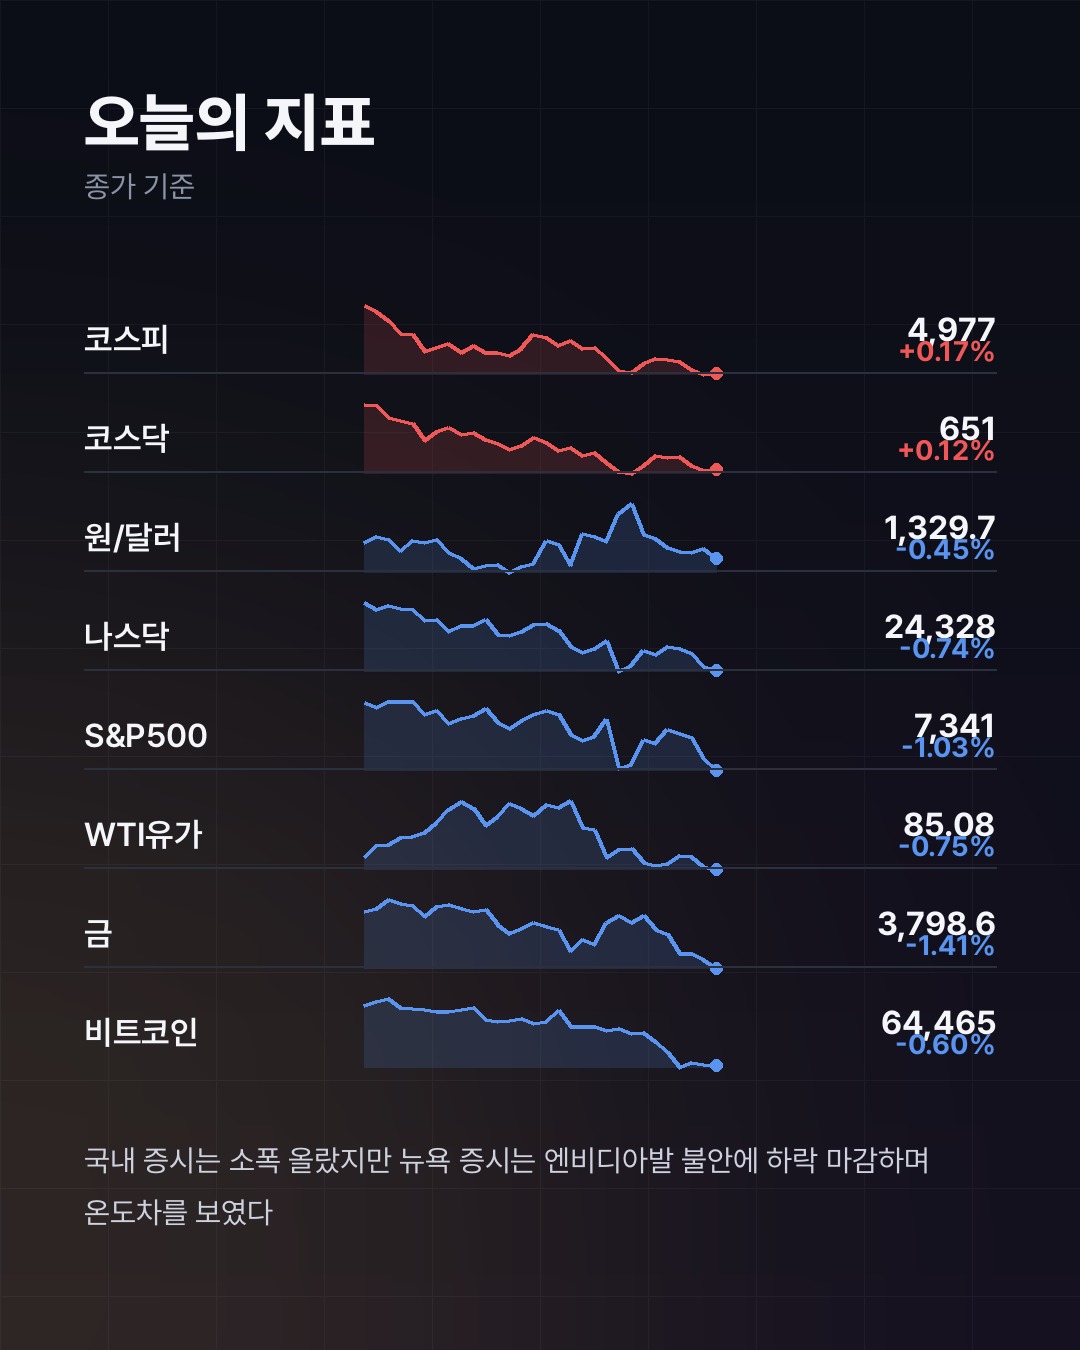 오늘의 지표
종가 기준
코스피
4,977
+0.17%
코스닥
651
+0.12%
원/달러
1,329.7
-0.45%
나스닥
24,328
-0.74%
S&P500
7,341
-1.03%
WTI유가
85.08
-0.75%
금
3,798.6
-1.41%
비트코인
64,465
-0.60%
국내 증시는 소폭 올랐지만 뉴욕 증시는 엔비디아발 불안에 하락 마감하며
온도차를 보였다